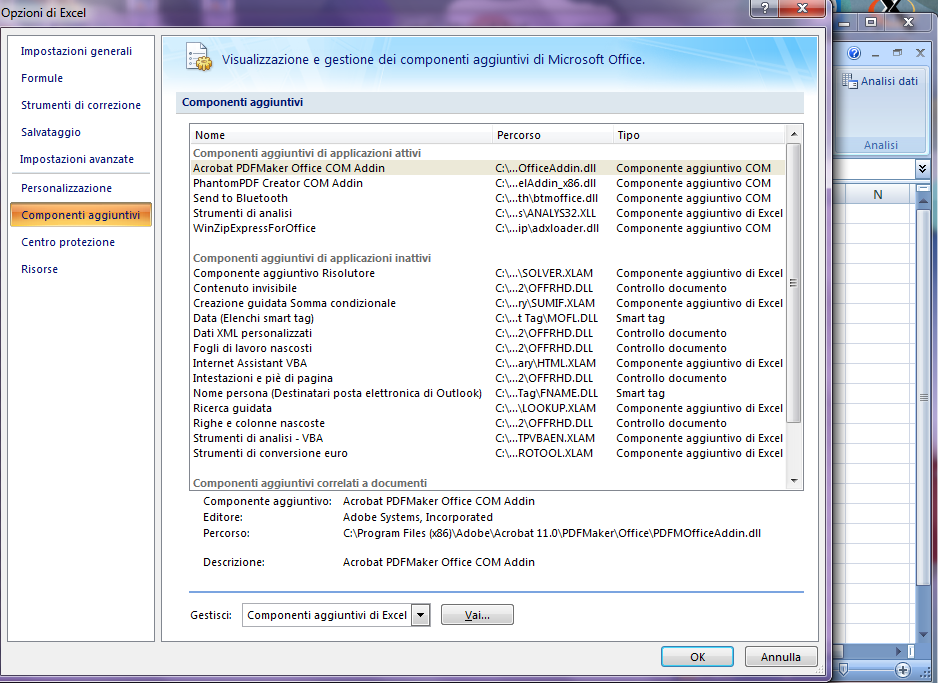 Opzioni di Excel
Impostazioni generali
Formule
Strumenti di correzione
Salvataggio
Impostazioni avanzate
Personalizzazione
Componenti aggiuntivi
Centro protezione
Risorse
Visualizzazione e gestione dei componenti aggiuntivi di Microsoft Office.
Componenti aggiuntivi
Nome Percorso Tipo
Componenti aggiuntivi di applicazioni attivi
Acrobat PDFMaker Office COM Addin C:\...OfficeAddin.dll Componente aggiuntivo COM
PhantomPDF Creator COM Addin C:\...elAddin_x86.dll Componente aggiuntivo COM
Send to Bluetooth C:\...th\btmoffice.dll Componente aggiuntivo COM
Strumenti di analisi C:\...s\ANALYS32.XLL Componente aggiuntivo di Excel
WinZipExpressForOffice C:\...ip\adxloader.dll Componente aggiuntivo COM
Componenti aggiuntivi di applicazioni inattivi
Componente aggiuntivo Risolutore C:\...\SOLVER.XLAM Componente aggiuntivo di Excel
Contenuto invisibile C:\...2\OFFRHD.DLL Controllo documento
Creazione guidata Somma condizionale C:\...ry\SUMIF.XLAM Componente aggiuntivo di Excel
Data (Elenchi smart tag) C:\...t Tag\MOFL.DLL Smart tag
Dati XML personalizzati C:\...2\OFFRHD.DLL Controllo documento
Fogli di lavoro nascosti C:\...2\OFFRHD.DLL Controllo documento
Internet Assistant VBA C:\...ary\HTML.XLAM Componente aggiuntivo di Excel
Intestazioni e piè di pagina C:\...2\OFFRHD.DLL Controllo documento
Nome persona (Destinatari posta elettronica di Outlook) C:\...Tag\FNAME.DLL Smart tag
Ricerca guidata C:\...\LOOKUP.XLAM Componente aggiuntivo di Excel
Righe e colonne nascoste C:\...2\OFFRHD.DLL Controllo documento
Strumenti di analisi - VBA C:\...TPVBAEN.XLAM Componente aggiuntivo di Excel
Strumenti di conversione euro C:\...ROTOOL.XLAM Componente aggiuntivo di Excel
Componenti aggiuntivi correlati a documenti
Componente aggiuntivo: Acrobat PDFMaker Office COM Addin
Editore: Adobe Systems, Incorporated
Percorso: C:\Program Files (x86)\Adobe\Acrobat 11.0\PDFMaker\Office\PDFMOfficeAddin.dll
Descrizione: Acrobat PDFMaker Office COM Addin
Gestisci: Componenti aggiuntivi di Excel Vai...
OK Annulla
Analisi dati
Analisi
N